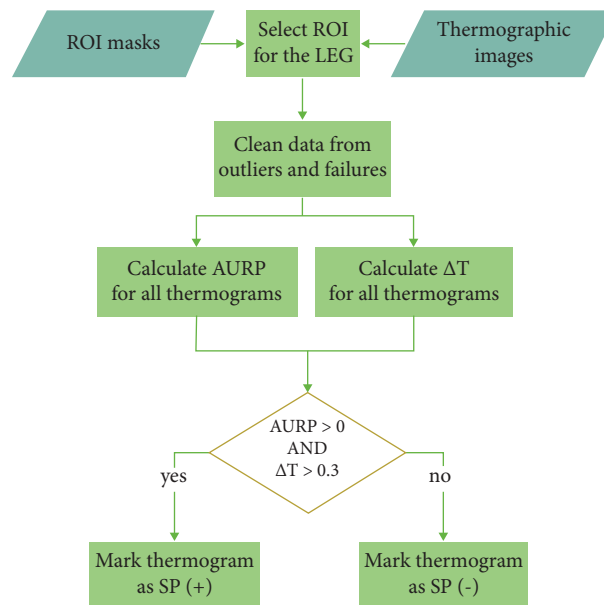 ROI masks
Select ROI
for the LEG
Thermographic
images
Clean data from
outliers and failures
Calculate AURP
for all thermograms
Calculate ΔT
for all thermograms
AURP > 0
AND
ΔT > 0.3
yes
no
Mark thermogram
as SP (+)
Mark thermogram
as SP (-)